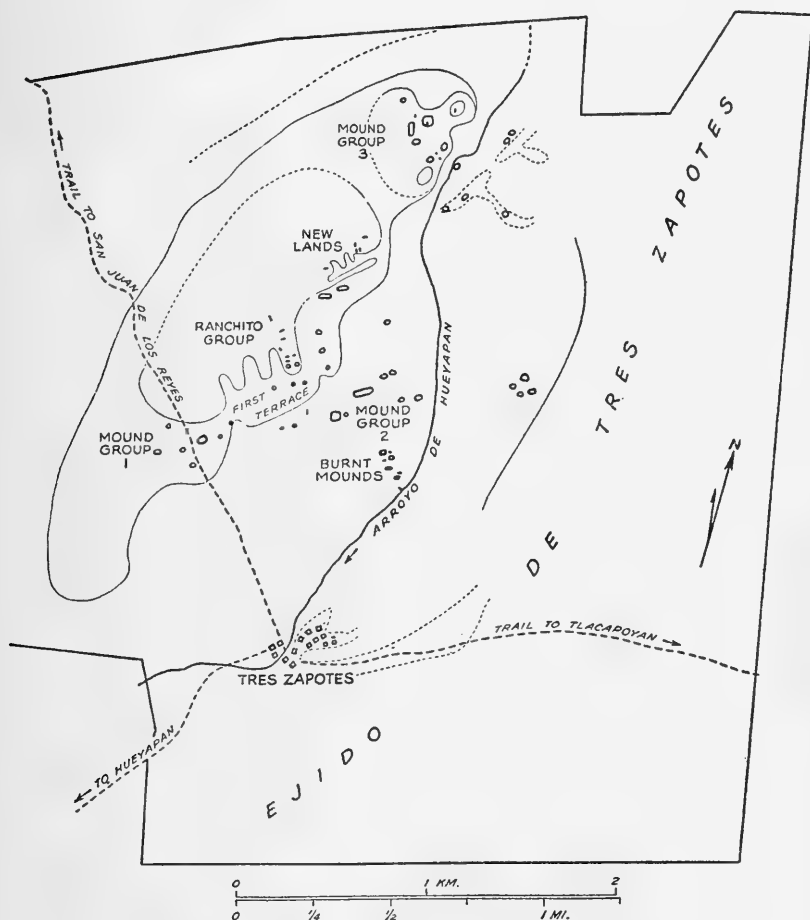 MOUND
GROUP
3
TRAIL TO SAN JUAN DE LOS REYES
NEW
LANDS
RANCHITO
GROUP
FIRST
TERRACE
MOUND
GROUP
1
MOUND
GROUP
2
BURNT
MOUNDS
ARROYO DE HUEYAPAN
EJIDO DE TRES ZAPOTES
N
TRAIL TO TLACAPOYAN
TRES ZAPOTES
TO HUEYAPAN
0 1 KM. 2
0 1/4 1/2 1 MI.